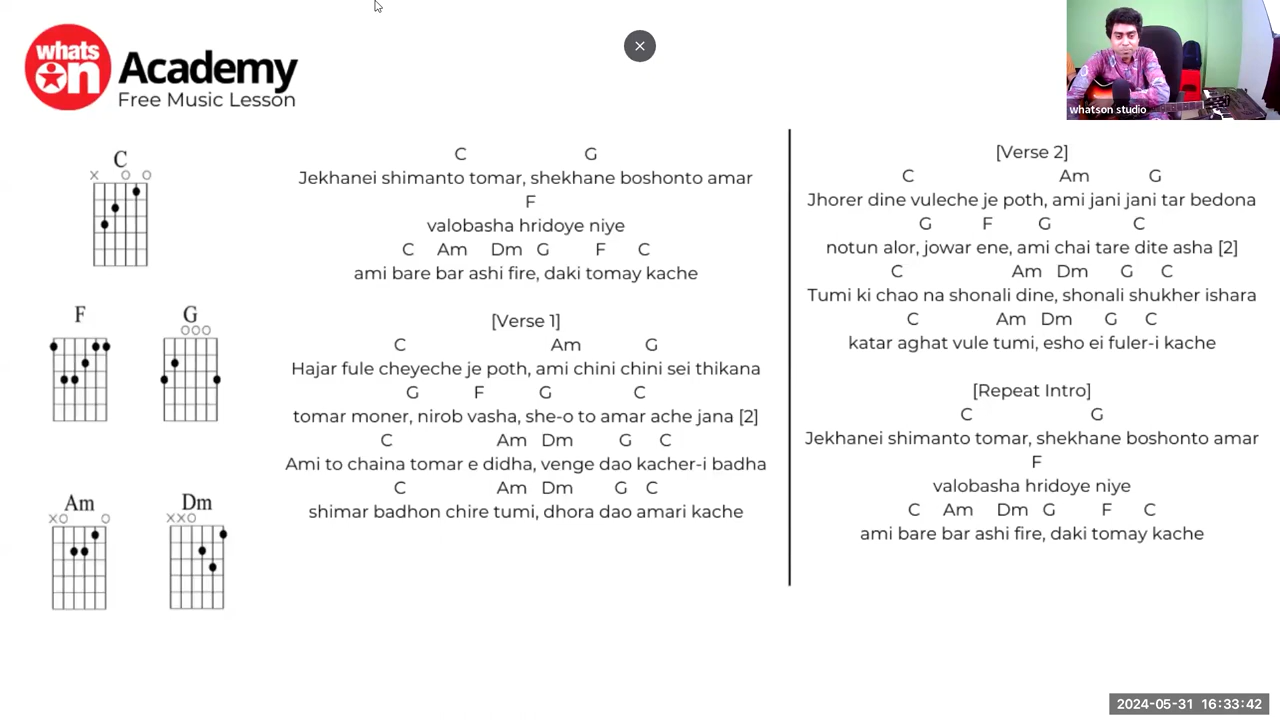 whats
on
Academy
Free Music Lesson
whatson studio
C
X O O
F
G
OOO
Am
XO O
Dm
XXO
C G
Jekhanei shimanto tomar, shekhane boshonto amar
F
valobasha hridoye niye
C Am Dm G F C
ami bare bar ashi fire, daki tomay kache
[Verse 1]
C Am G
Hajar fule cheyeche je poth, ami chini chini sei thikana
G F G C
tomar moner, nirob vasha, she-o to amar ache jana [2]
C Am Dm G C
Ami to chaina tomar e didha, venge dao kacher-i badha
C Am Dm G C
shimar badhon chire tumi, dhora dao amari kache
[Verse 2]
C Am G
Jhorer dine vuleche je poth, ami jani jani tar bedona
G F G C
notun alor, jowar ene, ami chai tare dite asha [2]
C Am Dm G C
Tumi ki chao na shonali dine, shonali shukher ishara
C Am Dm G C
katar aghat vule tumi, esho ei fuler-i kache
[Repeat Intro]
C G
Jekhanei shimanto tomar, shekhane boshonto amar
F
valobasha hridoye niye
C Am Dm G F C
ami bare bar ashi fire, daki tomay kache
2024-05-31 16:33:42